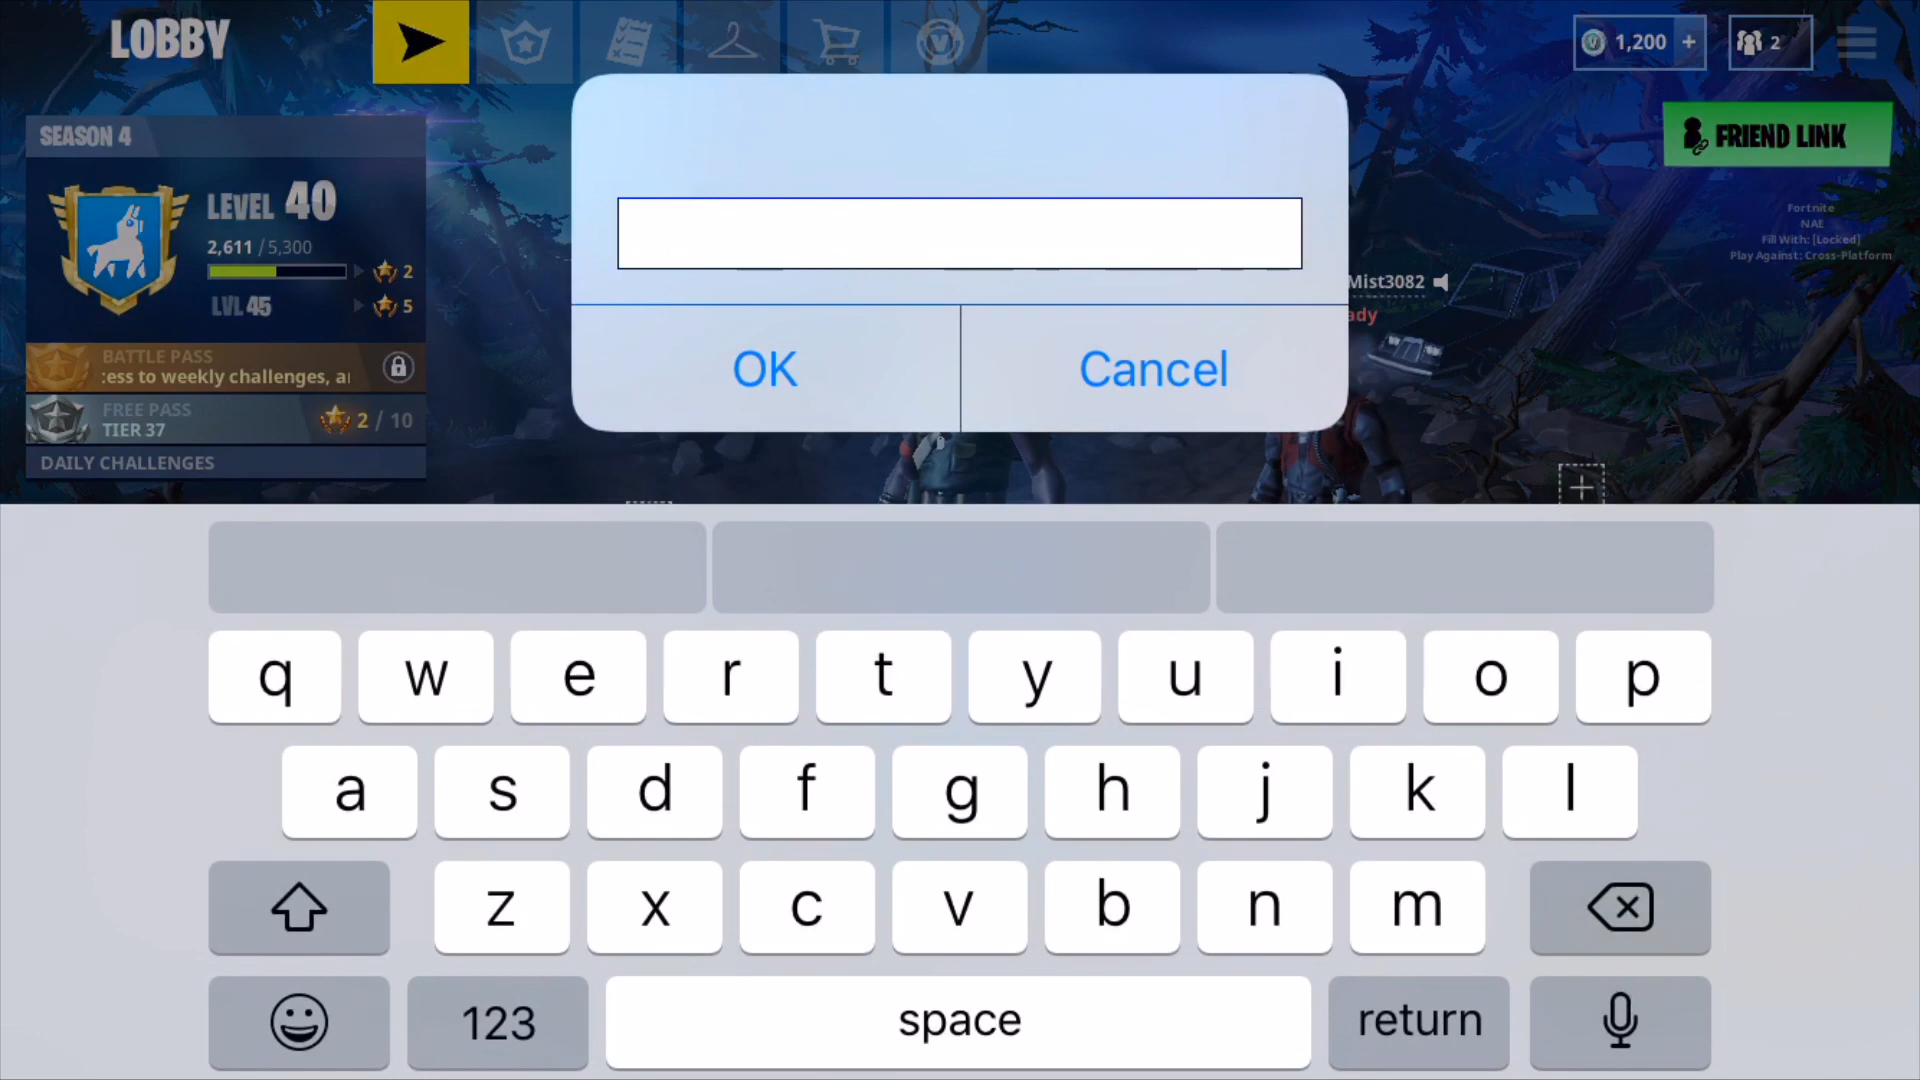 LOBBY
1,200 +
2
SEASON 4
FRIEND LINK
LEVEL 40
2,611 / 5,300
2
LVL 45
5
Fortnite
NAE
Fill With: [Locked]
Play Against: Cross-Platform
Mist3082
ady
BATTLE PASS
:ess to weekly challenges, a
FREE PASS
TIER 37
2 / 10
DAILY CHALLENGES
OK
Cancel
q w e r t y u i o p
a s d f g h j k l
z x c v b n m
123
space
return